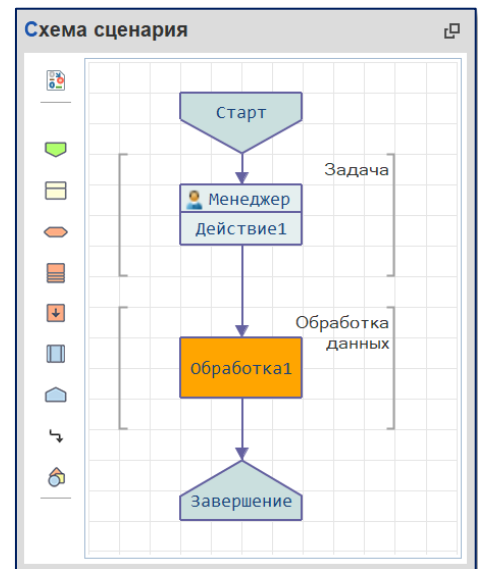 Схема сценария
Старт
Задача
Менеджер
Действие1
Обработка
данных
Обработка1
Завершение